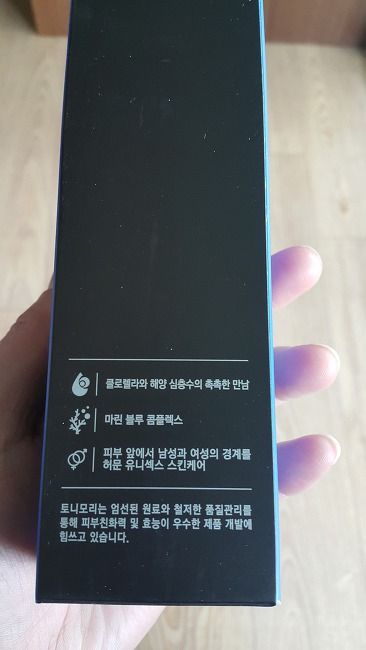 클로렐라와 해양 심층수의 촉촉한 만남
마린 블루 콤플렉스
피부 앞에서 남성과 여성의 경계를
허문 유니섹스 스킨케어
토니모리는 엄선된 원료와 철저한 품질관리를
통해 피부친화력 및 효능이 우수한 제품 개발에
힘쓰고 있습니다.